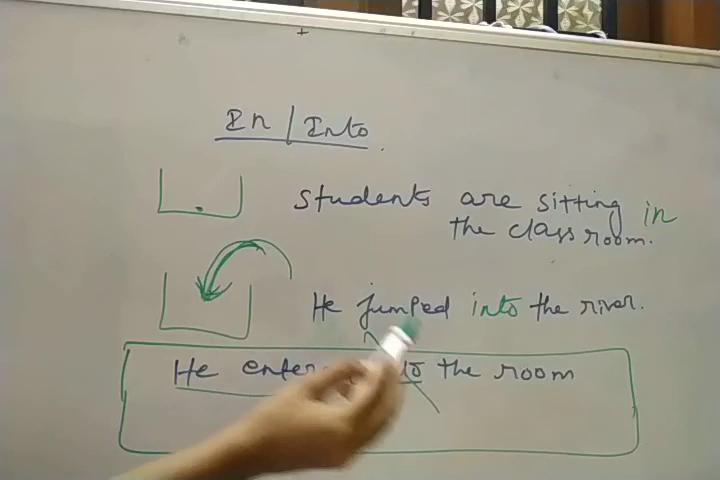 In / Into
Students are sitting in
the class room.
He jumped into the river.
He the room